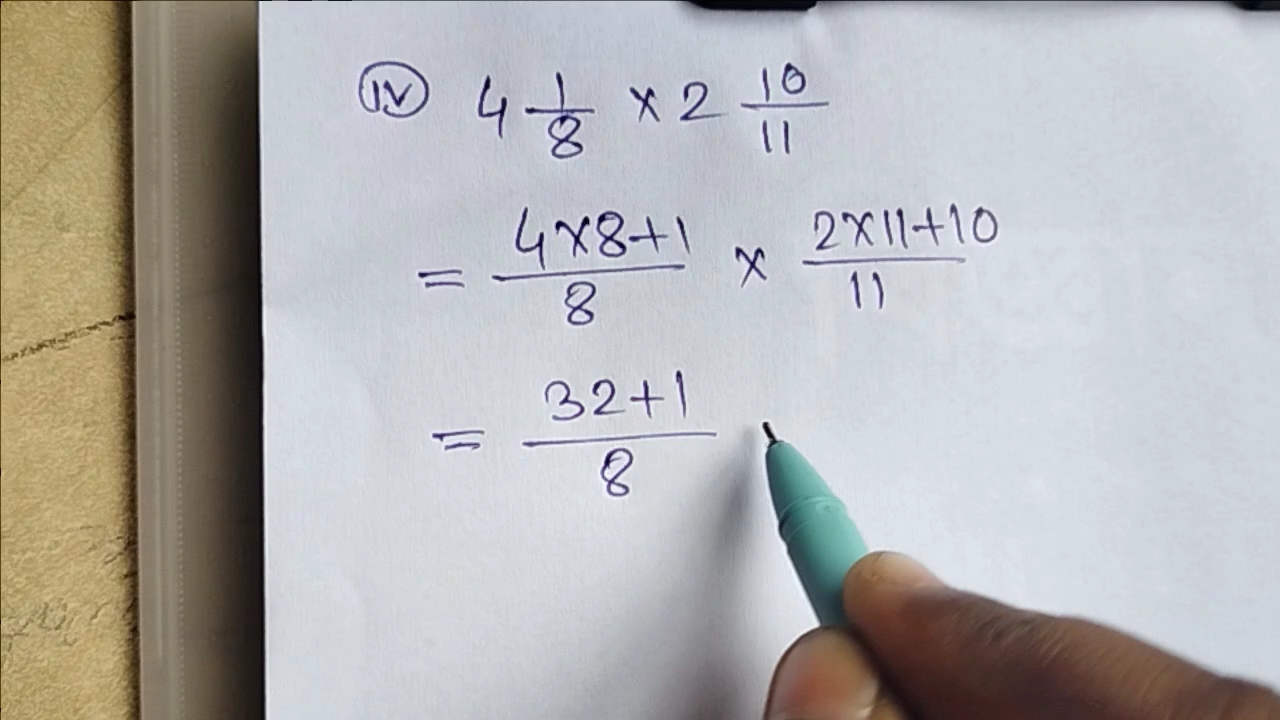 (iv) 4 1/8 × 2 10/11
= 4×8+1/8 × 2×11+10/11
= 32+1/8